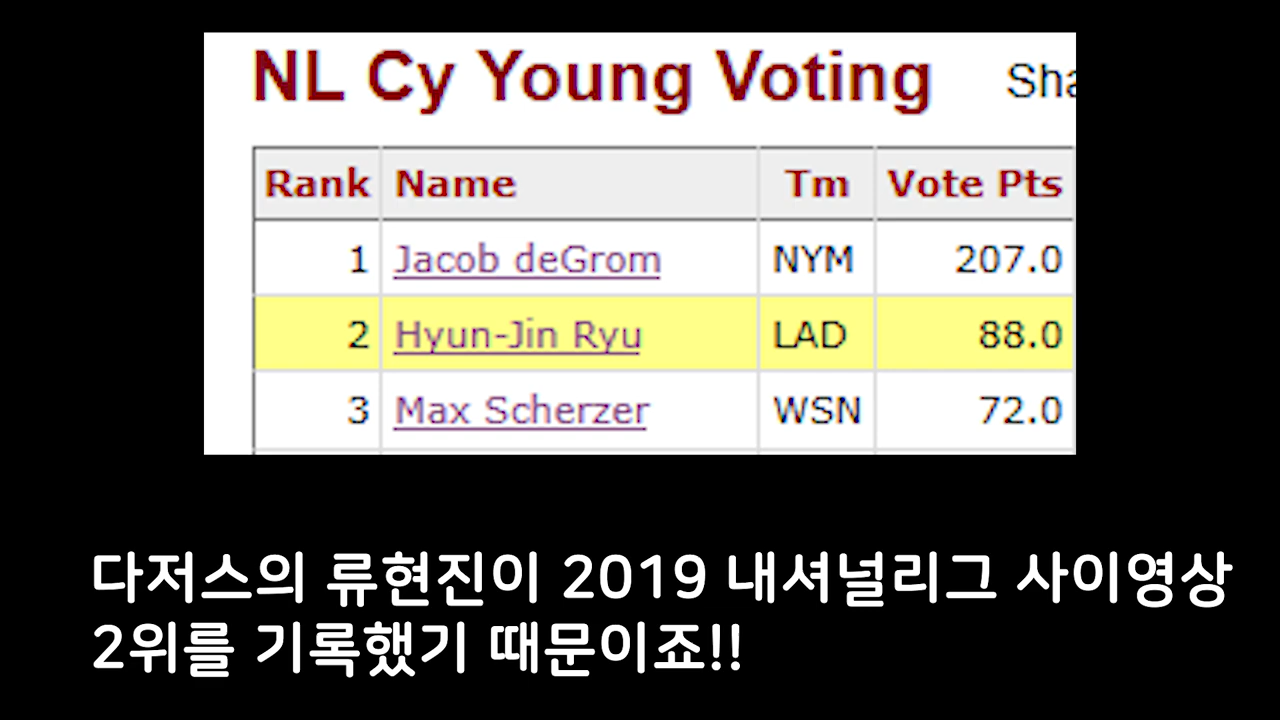 NL Cy Young Voting Sha
Rank Name Tm Vote Pts
1 Jacob deGrom NYM 207.0
2 Hyun-Jin Ryu LAD 88.0
3 Max Scherzer WSN 72.0
다저스의 류현진이 2019 내셔널리그 사이영상
2위를 기록했기 때문이죠!!